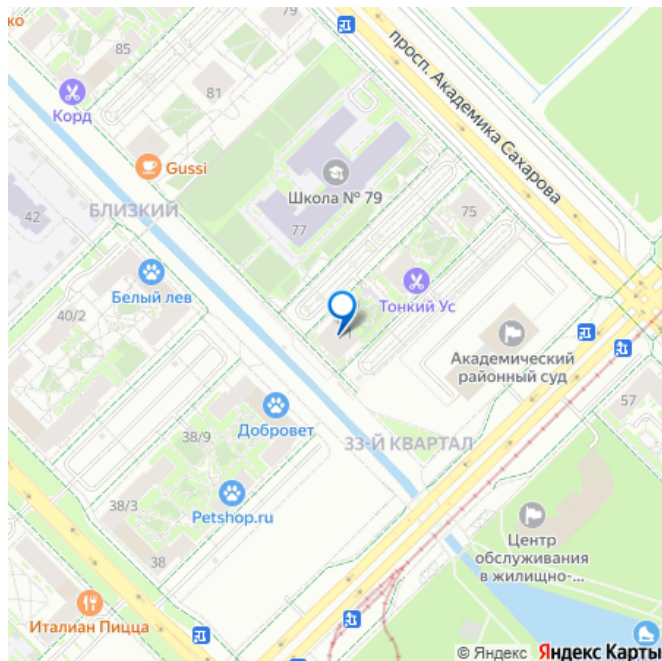 ко
79
85
81
Корд
просп. Академика Сахарова
Gussi
Школа № 79
42
БЛИЗКИЙ
75
77
Белый лев
40/2
Тонкий Ус
Академический
районный суд
57
Добровет
38/9
33-Й КВАРТАЛ
Petshop.ru
38/3
38
Центр
обслуживания
в жилищно-...
Италиан Пицца
© Яндекс Яндекс Карты